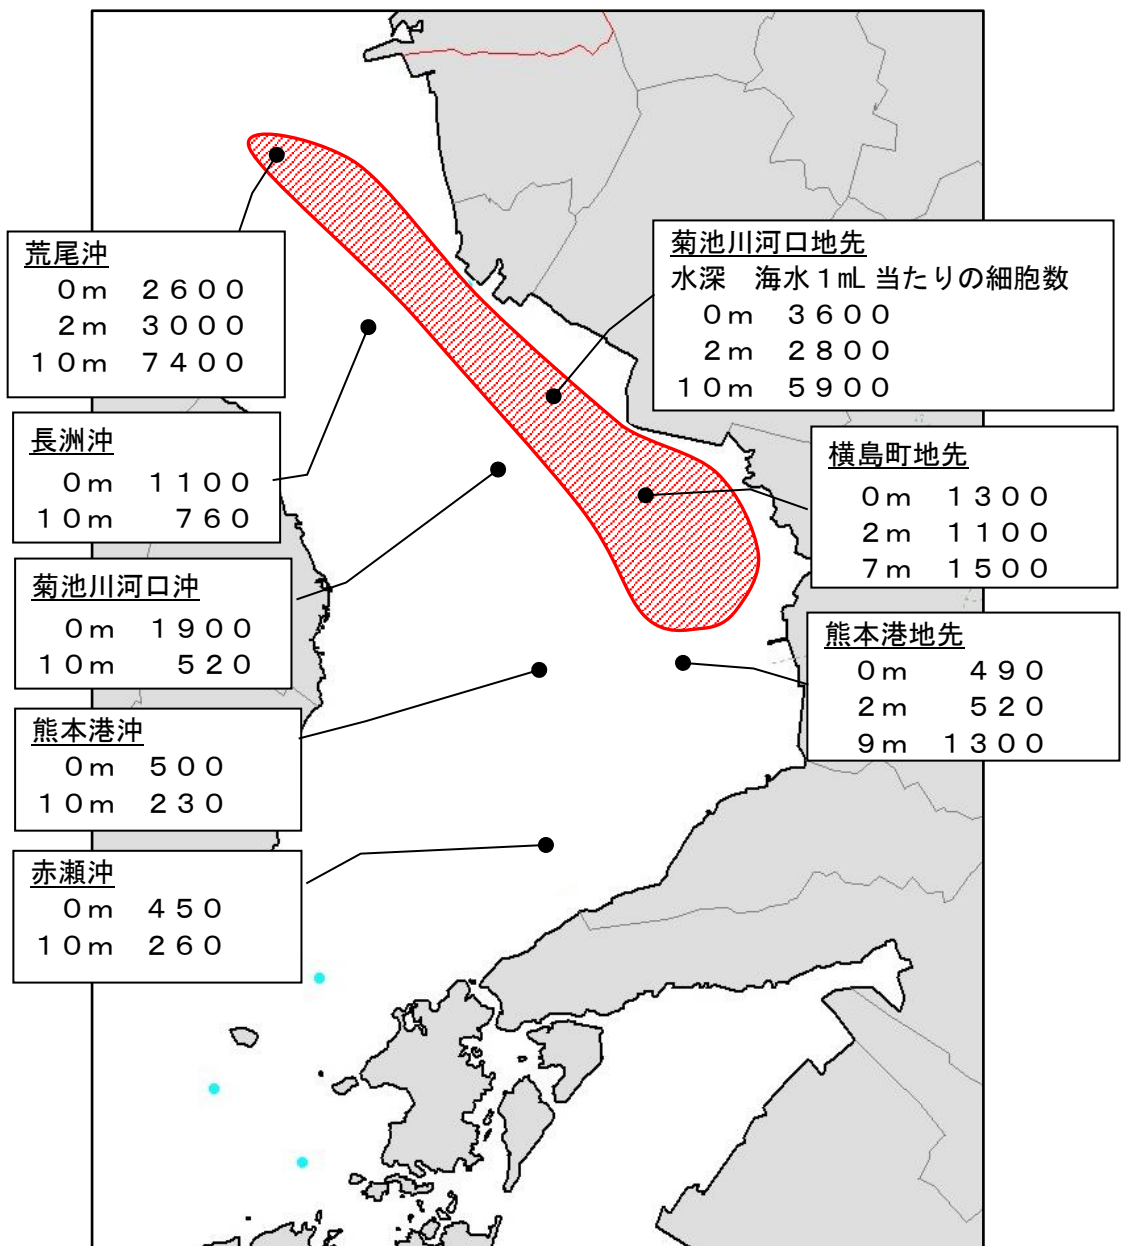 荒尾沖
0m 2600
2m 3000
10m 7400
長洲沖
0m 1100
10m 760
菊池川河口沖
0m 1900
10m 520
熊本港沖
0m 500
10m 230
赤瀬沖
0m 450
10m 260
菊池川河口地先
水深 海水1mL当たりの細胞数
0m 3600
2m 2800
10m 5900
横島町地先
0m 1300
2m 1100
7m 1500
熊本港地先
0m 490
2m 520
9m 1300